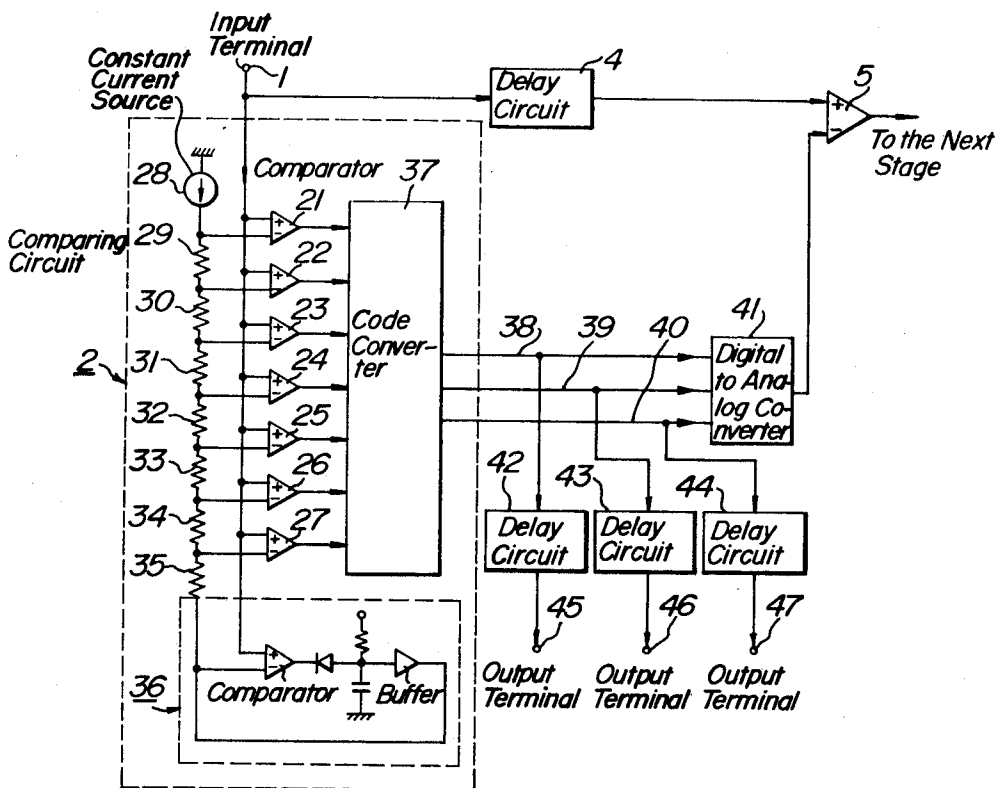 Input
Terminal
1
Constant
Current
Source
28
4
Delay
Circuit
5
+
−
To the Next
Stage
Comparator
37
Comparing
Circuit
2
29
30
31
32
33
34
35
+
−
21
+
−
22
+
−
23
+
−
24
+
−
25
+
−
26
+
−
27
Code
Conver-
ter
38
39
40
41
Digital
to Ana-
log Co-
nverter
42
Delay
Circuit
43
Delay
Circuit
44
Delay
Circuit
45
Output
Terminal
46
Output
Terminal
47
Output
Terminal
36
+
−
Comparator
Buffer